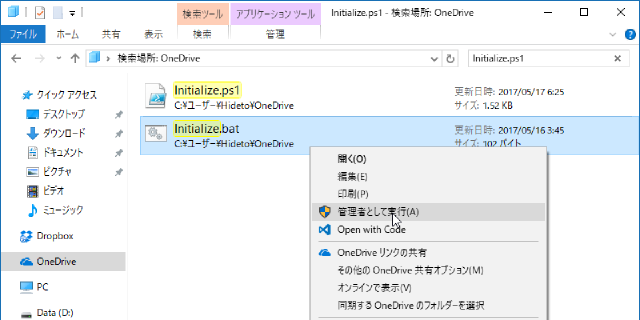 検索ツール
アプリケーション ツール
Initialize.ps1 - 検索場所: OneDrive
ファイル
ホーム
共有
表示
検索
管理
検索場所: OneDrive
Initialize.ps1
クイック アクセス
デスクトップ
ダウンロード
ドキュメント
ピクチャ
ビデオ
ミュージック
Dropbox
OneDrive
PC
Data (D:)
Initialize.ps1
C:¥ユーザー¥Hideto¥OneDrive
更新日時: 2017/05/17 6:25
サイズ: 1.52 KB
Initialize.bat
C:¥ユーザー¥Hideto¥OneDrive
更新日時: 2017/05/16 3:45
サイズ: 102 バイト
開く(O)
編集(E)
印刷(P)
管理者として実行(A)
Open with Code
OneDrive リンクの共有
その他の OneDrive 共有オプション(M)
オンラインで表示(V)
同期する OneDrive のフォルダーを選択